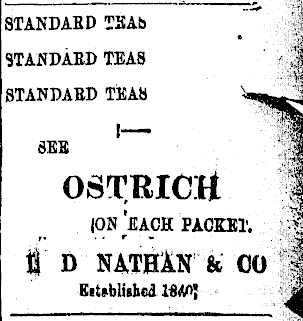 STANDARD TEAS
STANDARD TEAS
STANDARD TEAS
SEE
OSTRICH
ON EACH PACKET.
L D NATHAN & CO
Established 1840